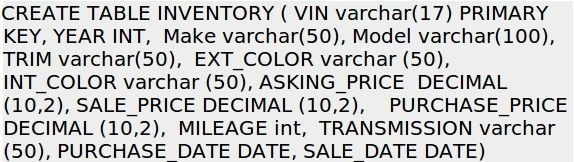 CREATE TABLE INVENTORY ( VIN varchar(17) PRIMARY
KEY, YEAR INT,  Make varchar(50), Model varchar(100),
TRIM varchar(50),  EXT_COLOR varchar (50),
INT_COLOR varchar (50), ASKING_PRICE  DECIMAL
(10,2), SALE_PRICE DECIMAL (10,2),    PURCHASE_PRICE
DECIMAL (10,2),  MILEAGE int,  TRANSMISSION varchar
(50), PURCHASE_DATE DATE, SALE_DATE DATE)